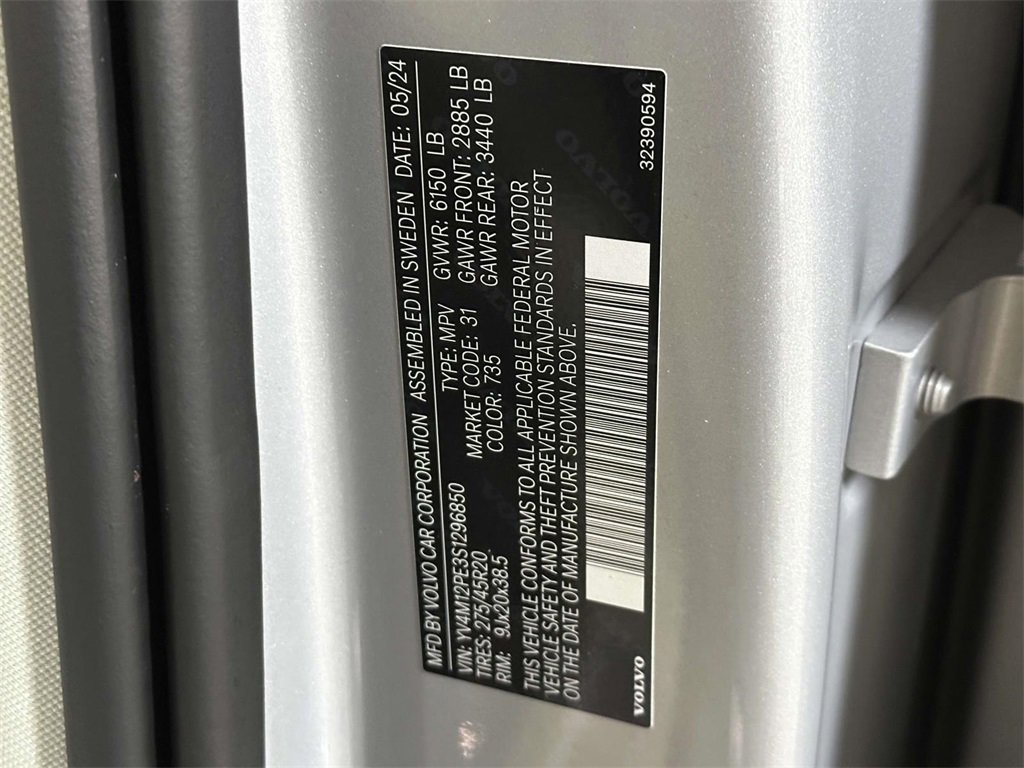 MFD BY VOLVO CAR CORPORATION ASSEMBLED IN SWEDEN DATE: 05/24
VIN: YV4M12PE3S1296850 TYPE: MPV GVWR: 6150 LB
TIRES: 275/45R20 MARKET CODE: 31 GAWR FRONT: 2885 LB
RIM: 9Jx20x38.5 COLOR: 735 GAWR REAR: 3440 LB
THIS VEHICLE CONFORMS TO ALL APPLICABLE FEDERAL MOTOR
VEHICLE SAFETY AND THEFT PREVENTION STANDARDS IN EFFECT
ON THE DATE OF MANUFACTURE SHOWN ABOVE.
VOLVO 32390594